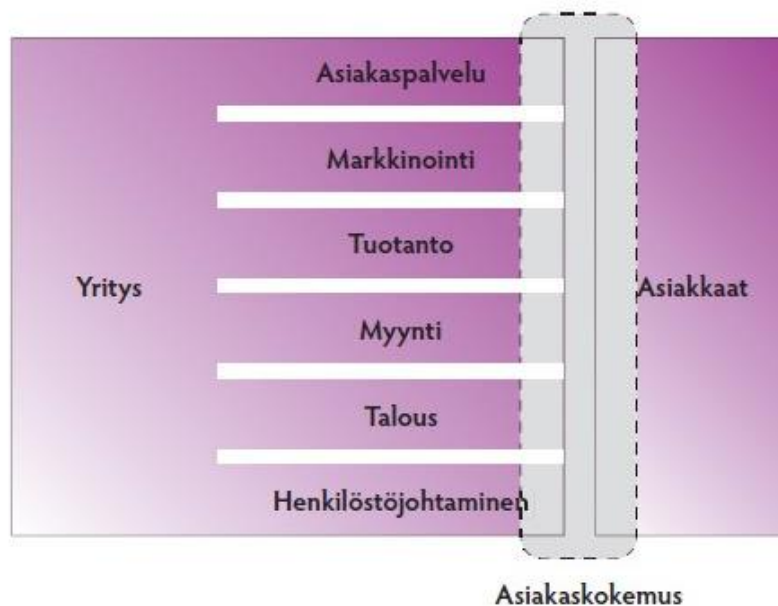 Asiakaspalvelu
Markkinointi
Tuotanto
Yritys
Asiakkaat
Myynti
Talous
Henkilöstöjohtaminen
Asiakaskokemus